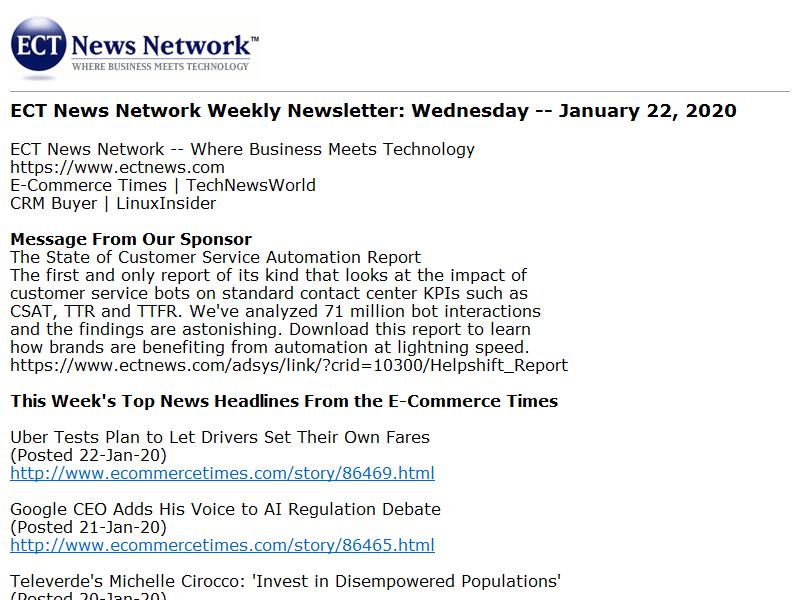 ECT News Network™
WHERE BUSINESS MEETS TECHNOLOGY
ECT News Network Weekly Newsletter: Wednesday -- January 22, 2020
ECT News Network -- Where Business Meets Technology
https://www.ectnews.com
E-Commerce Times | TechNewsWorld
CRM Buyer | LinuxInsider
Message From Our Sponsor
The State of Customer Service Automation Report
The first and only report of its kind that looks at the impact of
customer service bots on standard contact center KPIs such as
CSAT, TTR and TTFR. We've analyzed 71 million bot interactions
and the findings are astonishing. Download this report to learn
how brands are benefiting from automation at lightning speed.
https://www.ectnews.com/adsys/link/?crid=10300/Helpshift_Report
This Week's Top News Headlines From the E-Commerce Times
Uber Tests Plan to Let Drivers Set Their Own Fares
(Posted 22-Jan-20)
http://www.ecommercetimes.com/story/86469.html
Google CEO Adds His Voice to AI Regulation Debate
(Posted 21-Jan-20)
http://www.ecommercetimes.com/story/86465.html
Televerde's Michelle Cirocco: 'Invest in Disempowered Populations'
(Posted 20-Jan-20)